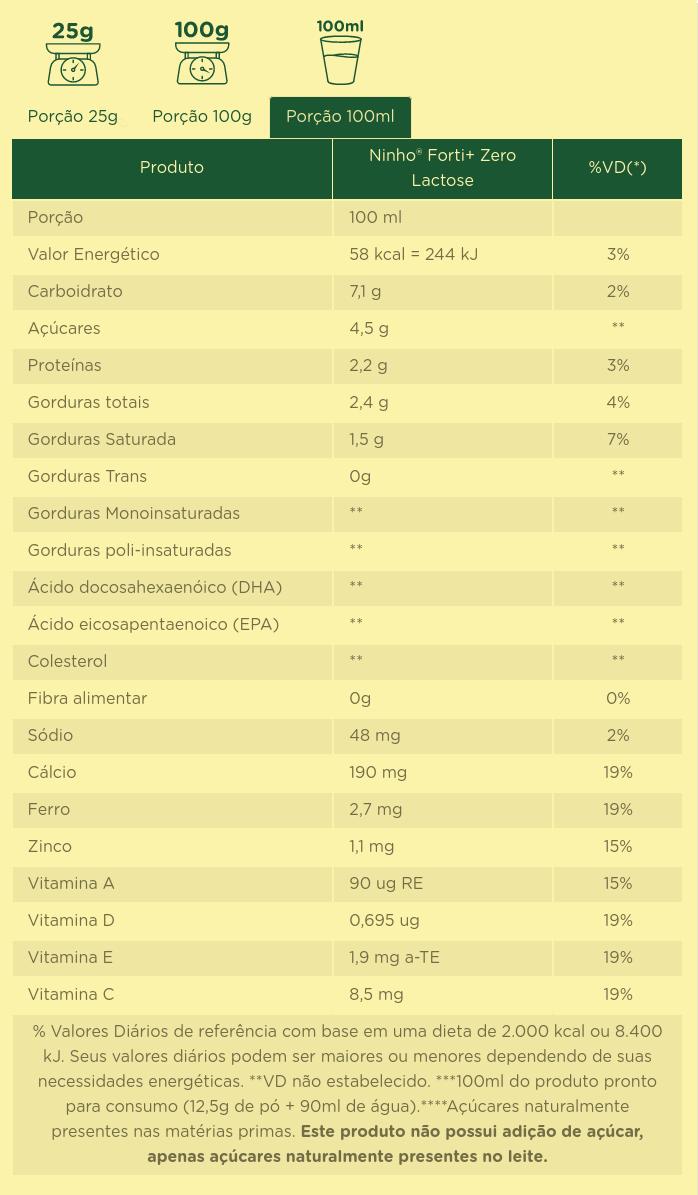 25g
100g
100ml
Porção 25g
Porção 100g
Porção 100ml
Produto
Ninho® Forti+ Zero
Lactose
%VD(*)
Porção 100 ml
Valor Energético 58 kcal = 244 kJ 3%
Carboidrato 7,1 g 2%
Açúcares 4,5 g **
Proteínas 2,2 g 3%
Gorduras totais 2,4 g 4%
Gorduras Saturada 1,5 g 7%
Gorduras Trans 0g **
Gorduras Monoinsaturadas ** **
Gorduras poli-insaturadas ** **
Ácido docosahexaenóico (DHA) ** **
Ácido eicosapentaenoico (EPA) ** **
Colesterol ** **
Fibra alimentar 0g 0%
Sódio 48 mg 2%
Cálcio 190 mg 19%
Ferro 2,7 mg 19%
Zinco 1,1 mg 15%
Vitamina A 90 ug RE 15%
Vitamina D 0,695 ug 19%
Vitamina E 1,9 mg a-TE 19%
Vitamina C 8,5 mg 19%
% Valores Diários de referência com base em uma dieta de 2.000 kcal ou 8.400
kJ. Seus valores diários podem ser maiores ou menores dependendo de suas
necessidades energéticas. **VD não estabelecido. ***100ml do produto pronto
para consumo (12,5g de pó + 90ml de água).****Açúcares naturalmente
presentes nas matérias primas. Este produto não possui adição de açúcar,
apenas açúcares naturalmente presentes no leite.